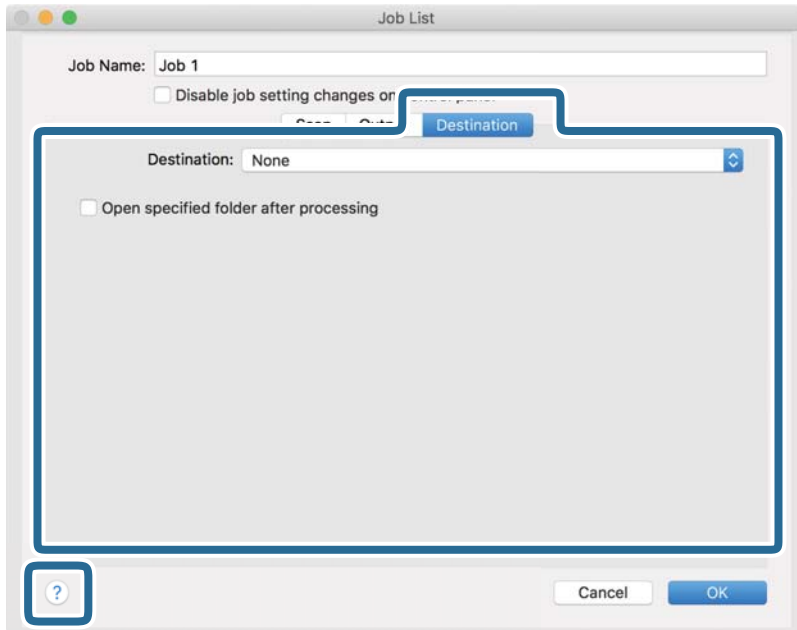 Job List
Job Name: Job 1
Disable job setting changes on
Destination
Destination: None
Open specified folder after processing
?
Cancel OK